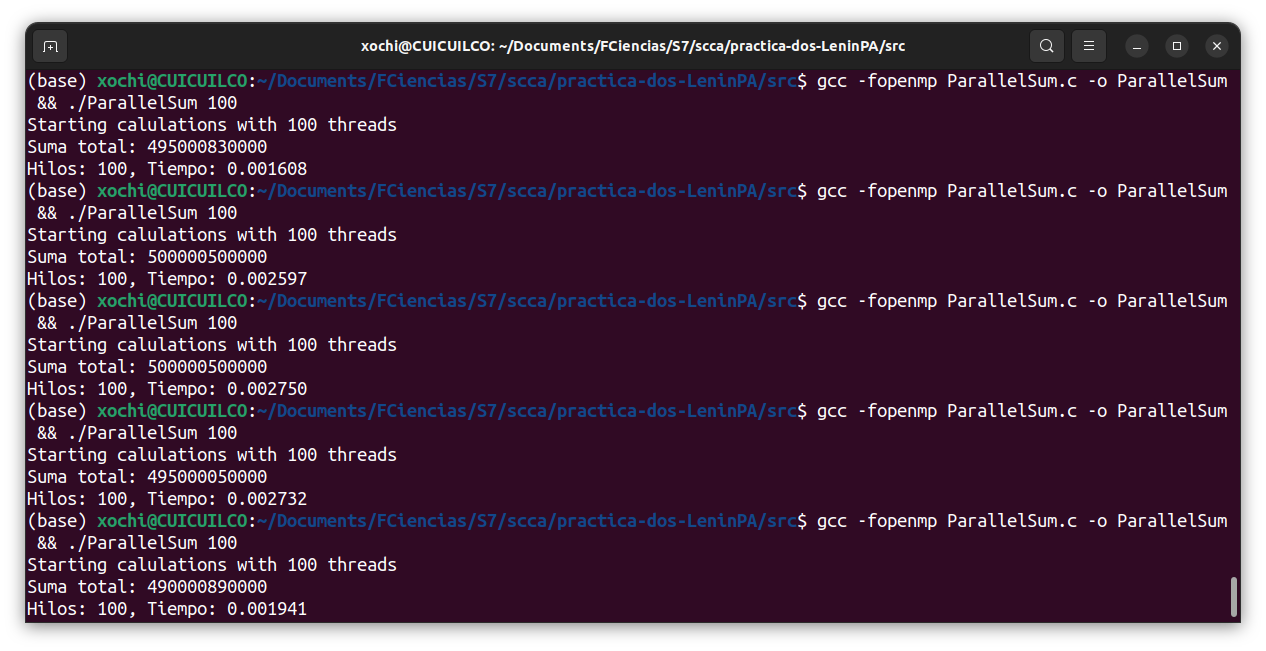 xochi@CUICUILCO: ~/Documents/FCiencias/S7/scca/practica-dos-LeninPA/src
(base) xochi@CUICUILCO:~/Documents/FCiencias/S7/scca/practica-dos-LeninPA/src$ gcc -fopenmp ParallelSum.c -o ParallelSum
&& ./ParallelSum 100
Starting calulations with 100 threads
Suma total: 495000830000
Hilos: 100, Tiempo: 0.001608
(base) xochi@CUICUILCO:~/Documents/FCiencias/S7/scca/practica-dos-LeninPA/src$ gcc -fopenmp ParallelSum.c -o ParallelSum
&& ./ParallelSum 100
Starting calulations with 100 threads
Suma total: 500000500000
Hilos: 100, Tiempo: 0.002597
(base) xochi@CUICUILCO:~/Documents/FCiencias/S7/scca/practica-dos-LeninPA/src$ gcc -fopenmp ParallelSum.c -o ParallelSum
&& ./ParallelSum 100
Starting calulations with 100 threads
Suma total: 500000500000
Hilos: 100, Tiempo: 0.002750
(base) xochi@CUICUILCO:~/Documents/FCiencias/S7/scca/practica-dos-LeninPA/src$ gcc -fopenmp ParallelSum.c -o ParallelSum
&& ./ParallelSum 100
Starting calulations with 100 threads
Suma total: 495000050000
Hilos: 100, Tiempo: 0.002732
(base) xochi@CUICUILCO:~/Documents/FCiencias/S7/scca/practica-dos-LeninPA/src$ gcc -fopenmp ParallelSum.c -o ParallelSum
&& ./ParallelSum 100
Starting calulations with 100 threads
Suma total: 490000890000
Hilos: 100, Tiempo: 0.001941